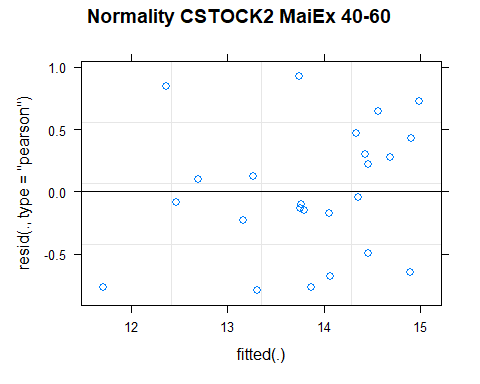 Normality CSTOCK2 MaiEx 40-60
1.0
0.5
0.0
-0.5
resid(., type = "pearson")
12
13
14
15
fitted(.)